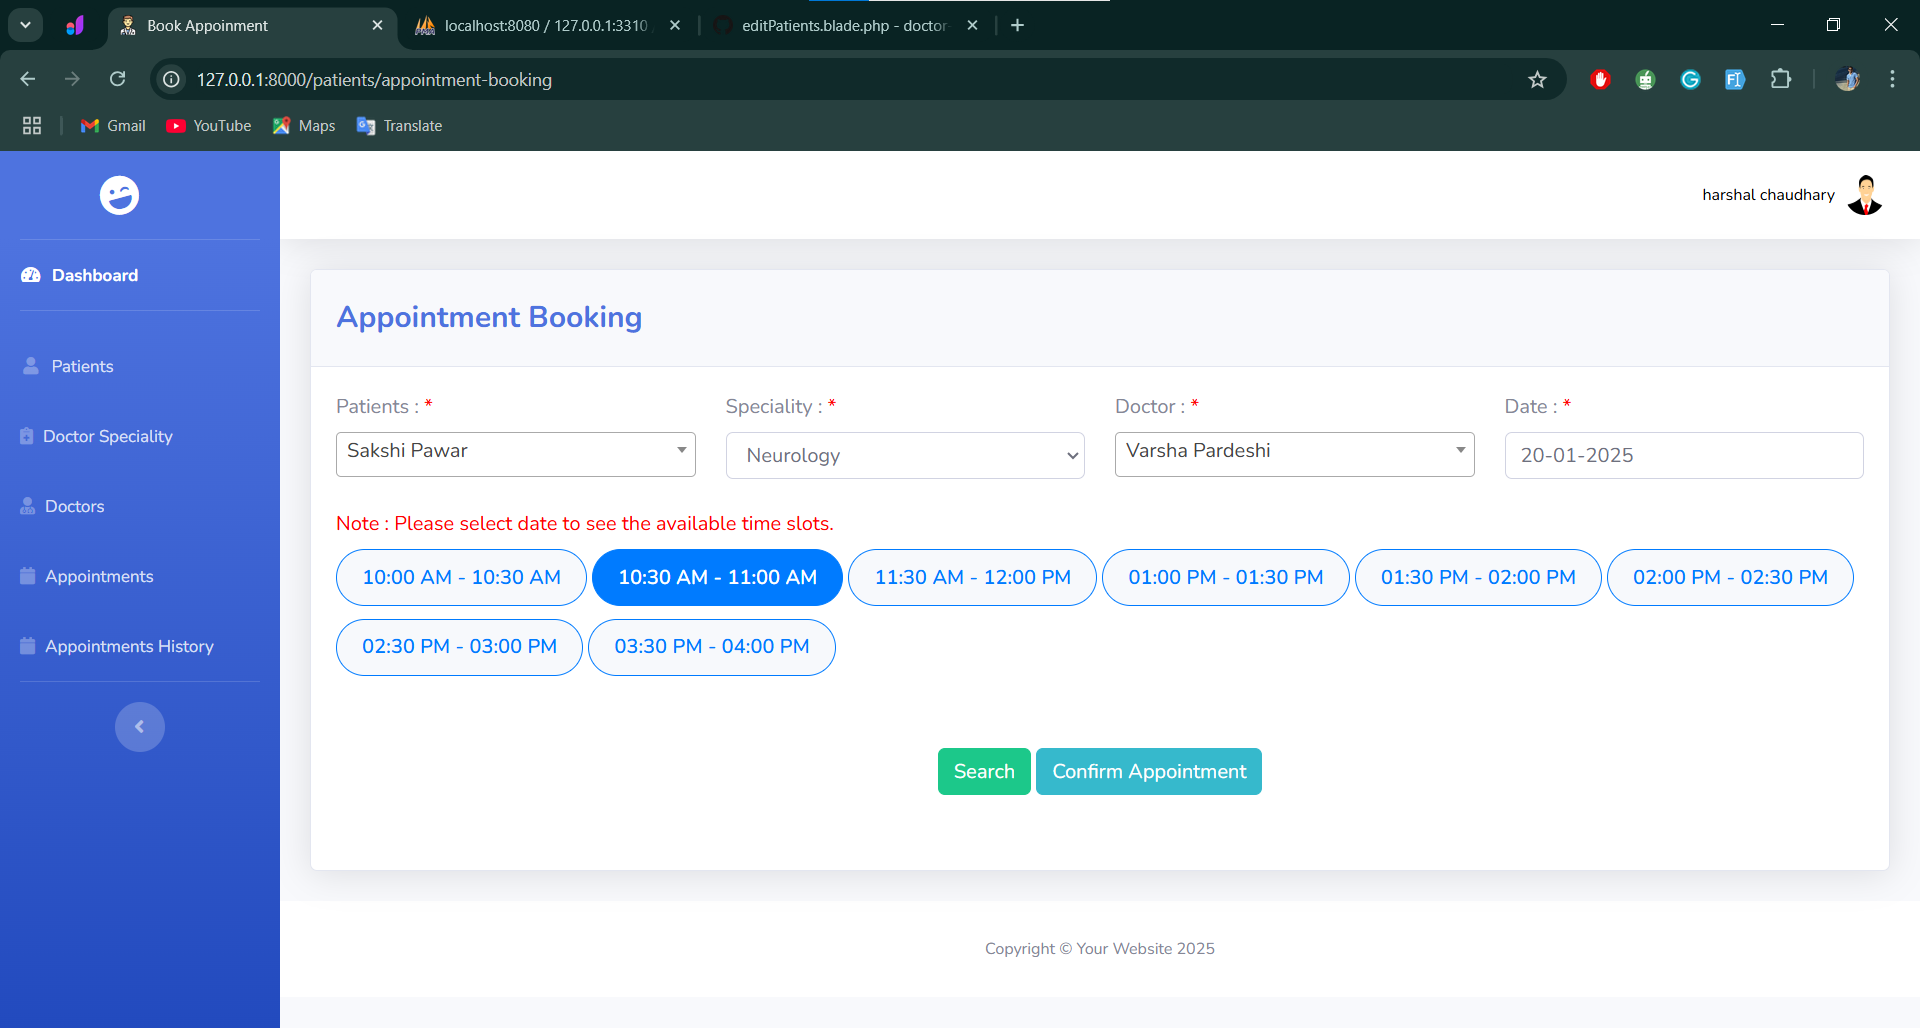 Book Appoinment
localhost:8080 / 127.0.0.1:3310
editPatients.blade.php - doctor-
127.0.0.1:8000/patients/appointment-booking
Gmail
YouTube
Maps
Translate
harshal chaudhary
Dashboard
Patients
Doctor Speciality
Doctors
Appointments
Appointments History
Appointment Booking
Patients : *
Speciality : *
Doctor : *
Date : *
Sakshi Pawar
Neurology
Varsha Pardeshi
20-01-2025
Note : Please select date to see the available time slots.
10:00 AM - 10:30 AM
10:30 AM - 11:00 AM
11:30 AM - 12:00 PM
01:00 PM - 01:30 PM
01:30 PM - 02:00 PM
02:00 PM - 02:30 PM
02:30 PM - 03:00 PM
03:30 PM - 04:00 PM
Search
Confirm Appointment
Copyright © Your Website 2025